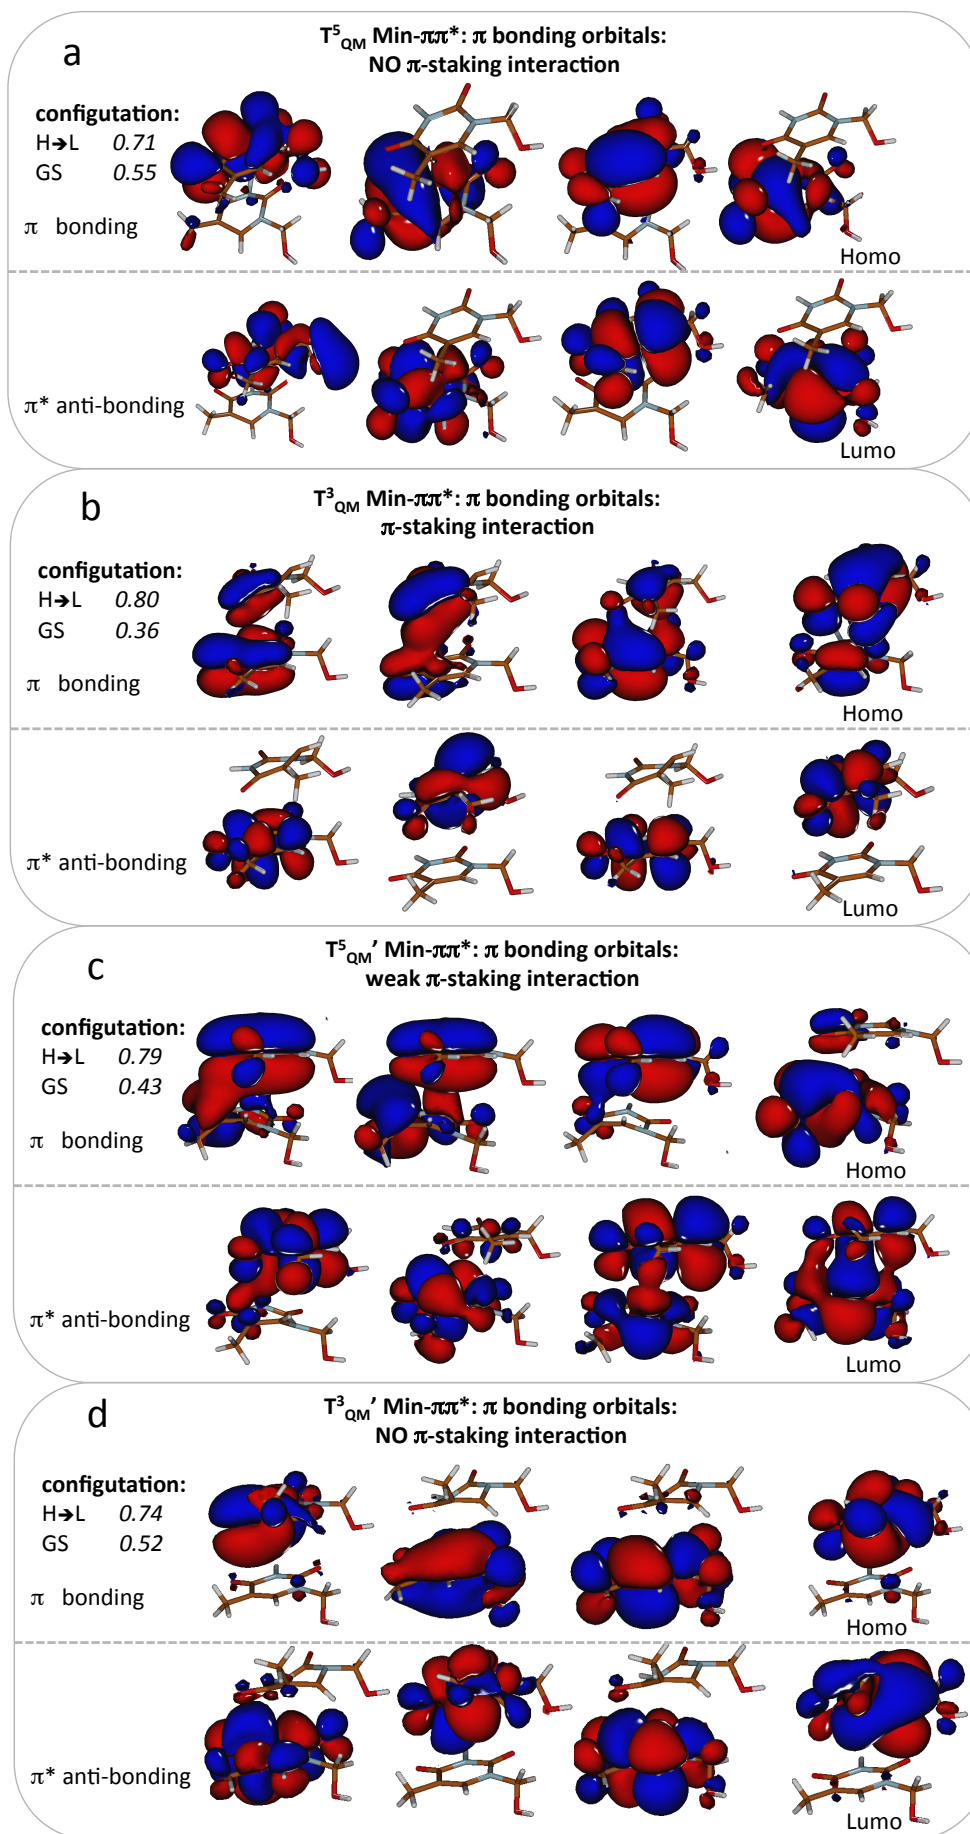 a
T⁵QM Min-ππ*: π bonding orbitals:
NO π-staking interaction
configutation:
H➔L 0.71
GS 0.55
π bonding
Homo
π* anti-bonding
Lumo
b
T³QM Min-ππ*: π bonding orbitals:
π-staking interaction
configutation:
H➔L 0.80
GS 0.36
π bonding
Homo
π* anti-bonding
Lumo
c
T⁵QM’ Min-ππ*: π bonding orbitals:
weak π-staking interaction
configutation:
H➔L 0.79
GS 0.43
π bonding
Homo
π* anti-bonding
Lumo
d
T³QM’ Min-ππ*: π bonding orbitals:
NO π-staking interaction
configutation:
H➔L 0.74
GS 0.52
π bonding
Homo
π* anti-bonding
Lumo